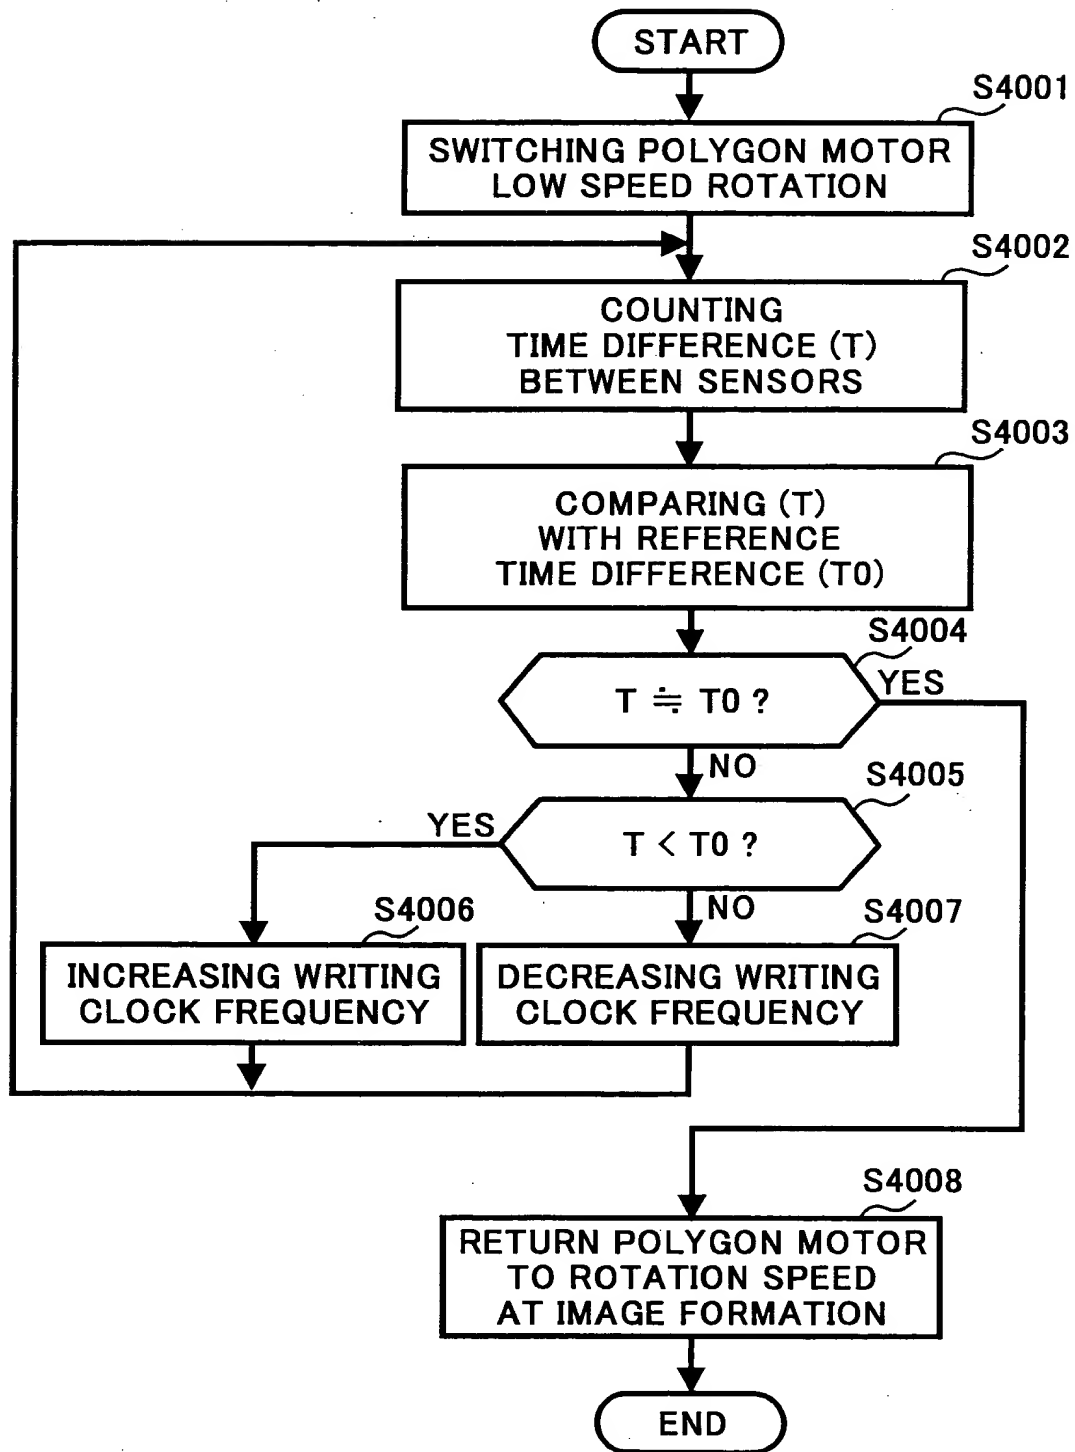 START
S4001
SWITCHING POLYGON MOTOR
LOW SPEED ROTATION
S4002
COUNTING
TIME DIFFERENCE (T)
BETWEEN SENSORS
S4003
COMPARING (T)
WITH REFERENCE
TIME DIFFERENCE (T0)
S4004
T ≒ T0 ?
YES
NO
S4005
T < T0 ?
YES
NO
S4006
INCREASING WRITING
CLOCK FREQUENCY
S4007
DECREASING WRITING
CLOCK FREQUENCY
S4008
RETURN POLYGON MOTOR
TO ROTATION SPEED
AT IMAGE FORMATION
END